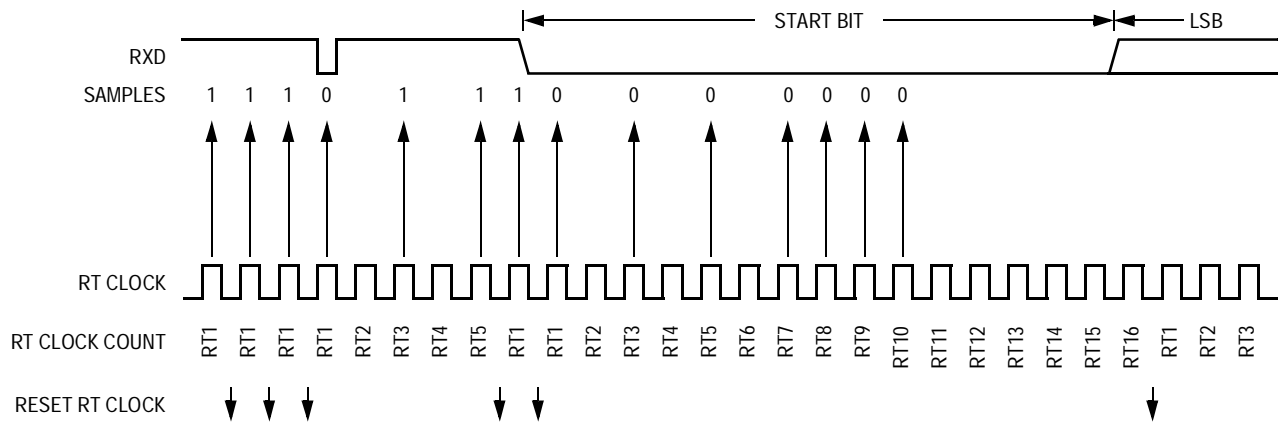 START BIT LSB
RXD
SAMPLES 1 1 1 0 1 1 1 0 0 0 0 0 0 0
RT CLOCK
RT CLOCK COUNT RT1 RT1 RT1 RT1 RT2 RT3 RT4 RT5 RT1 RT1 RT2 RT3 RT4 RT5 RT6 RT7 RT8 RT9 RT10 RT11 RT12 RT13 RT14 RT15 RT16 RT1 RT2 RT3
RESET RT CLOCK